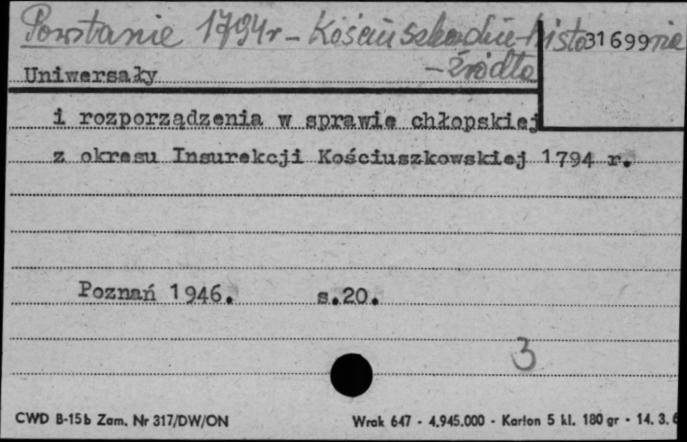 Powstanie 1794r - Kościuszkowskie - historia
31699
- źródła
Uniwersały
i rozporządzenia w sprawie chłopskiej
z okresu Insurekcji Kościuszkowskiej 1794 r.
Poznań 1946. s.20.
3
CWD B-15b Zam. Nr 317/DW/ON Wrak 647 - 4.945.000 - Karton 5 kl. 180 gr - 14. 3.